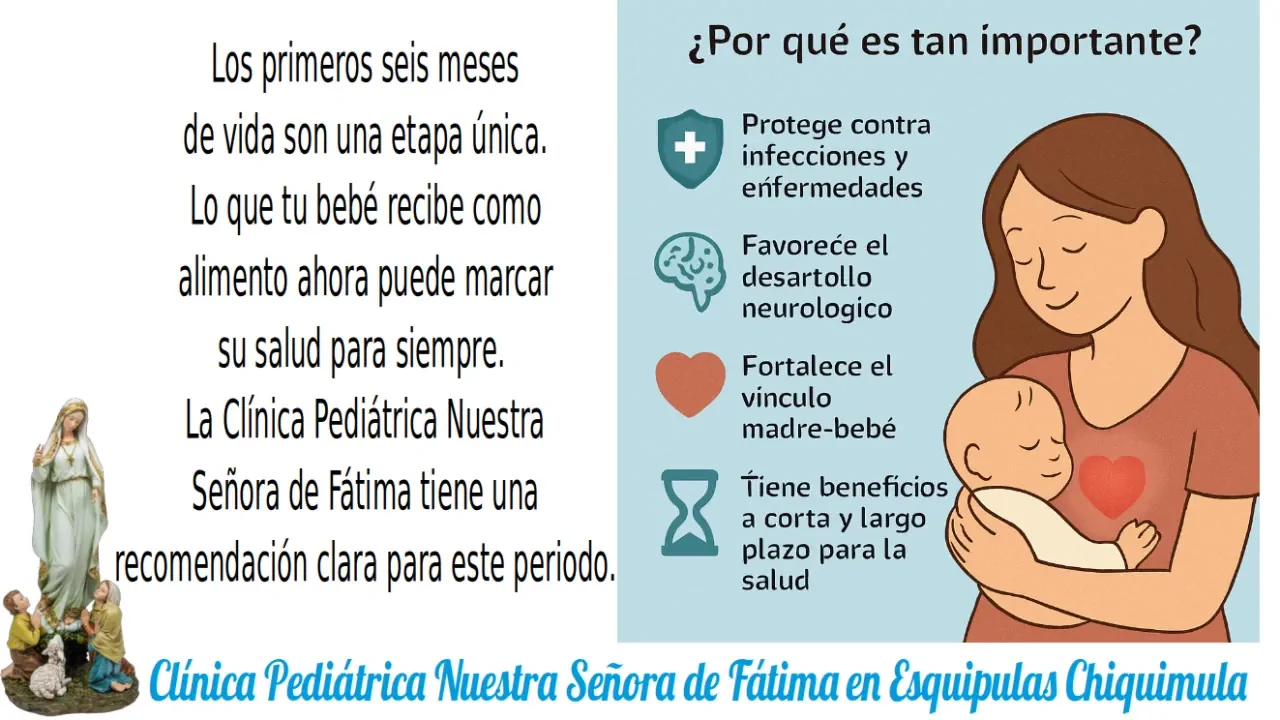 Los primeros seis meses
de vida son una etapa única.
Lo que tu bebé recibe como
alimento ahora puede marcar
su salud para siempre.
La Clínica Pediátrica Nuestra
Señora de Fátima tiene una
recomendación clara para este periodo.
¿Por qué es tan importante?
Protege contra
infecciones y
eńfermedades
Favoreće el
desartollo
neurologico
Fortalece el
vinculo
madre-bebé
Tiene beneficios
a corta y largo
plazo para la
salud
Clínica Pediátrica Nuestra Señora de Fátima en Esquipulas Chiquimula